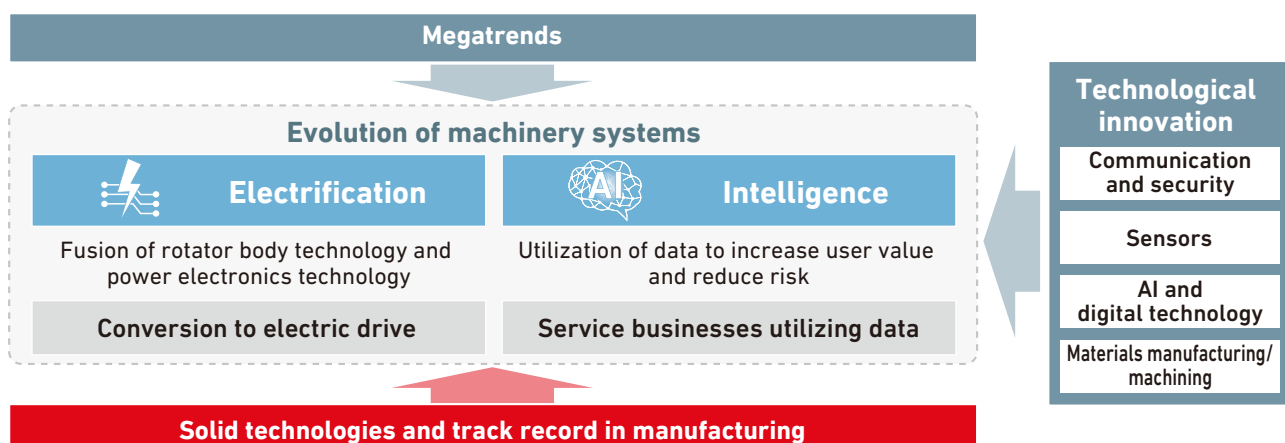 Megatrends
Evolution of machinery systems
Electrification
Fusion of rotator body technology and
power electronics technology
Conversion to electric drive
AI
Intelligence
Utilization of data to increase user value
and reduce risk
Service businesses utilizing data
Solid technologies and track record in manufacturing
Technological
innovation
Communication
and security
Sensors
AI and
digital technology
Materials manufacturing/
machining